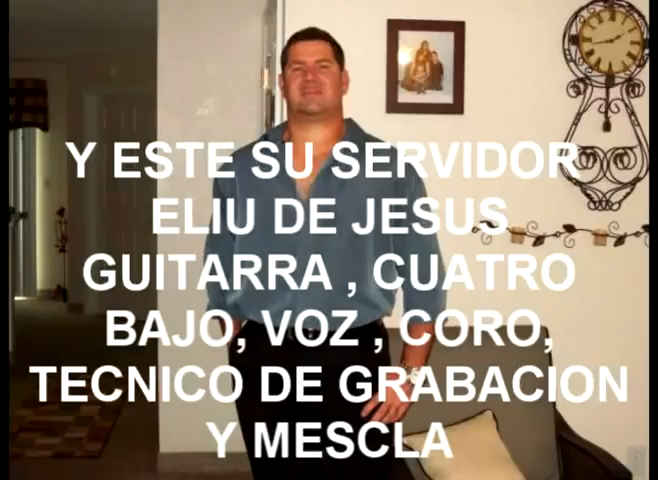 Y ESTE SU SERVIDOR
ELIU DE JESUS
GUITARRA , CUATRO
BAJO, VOZ , CORO,
TECNICO DE GRABACION
Y MESCLA